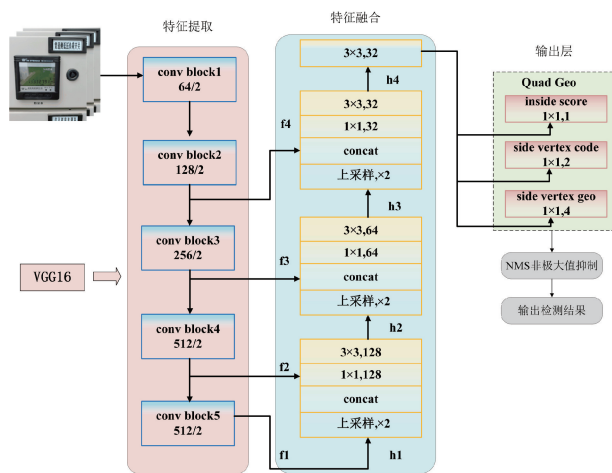 特征提取
特征融合
输出层
conv block1
64/2
conv block2
128/2
conv block3
256/2
conv block4
512/2
conv block5
512/2
VGG16
f4
f3
f2
f1
3×3,32
h4
3×3,32
1×1,32
concat
上采样,×2
h3
3×3,64
1×1,64
concat
上采样,×2
h2
3×3,128
1×1,128
concat
上采样,×2
h1
Quad Geo
inside score
1×1,1
side vertex code
1×1,2
side vertex geo
1×1,4
NMS非极大值抑制
输出检测结果